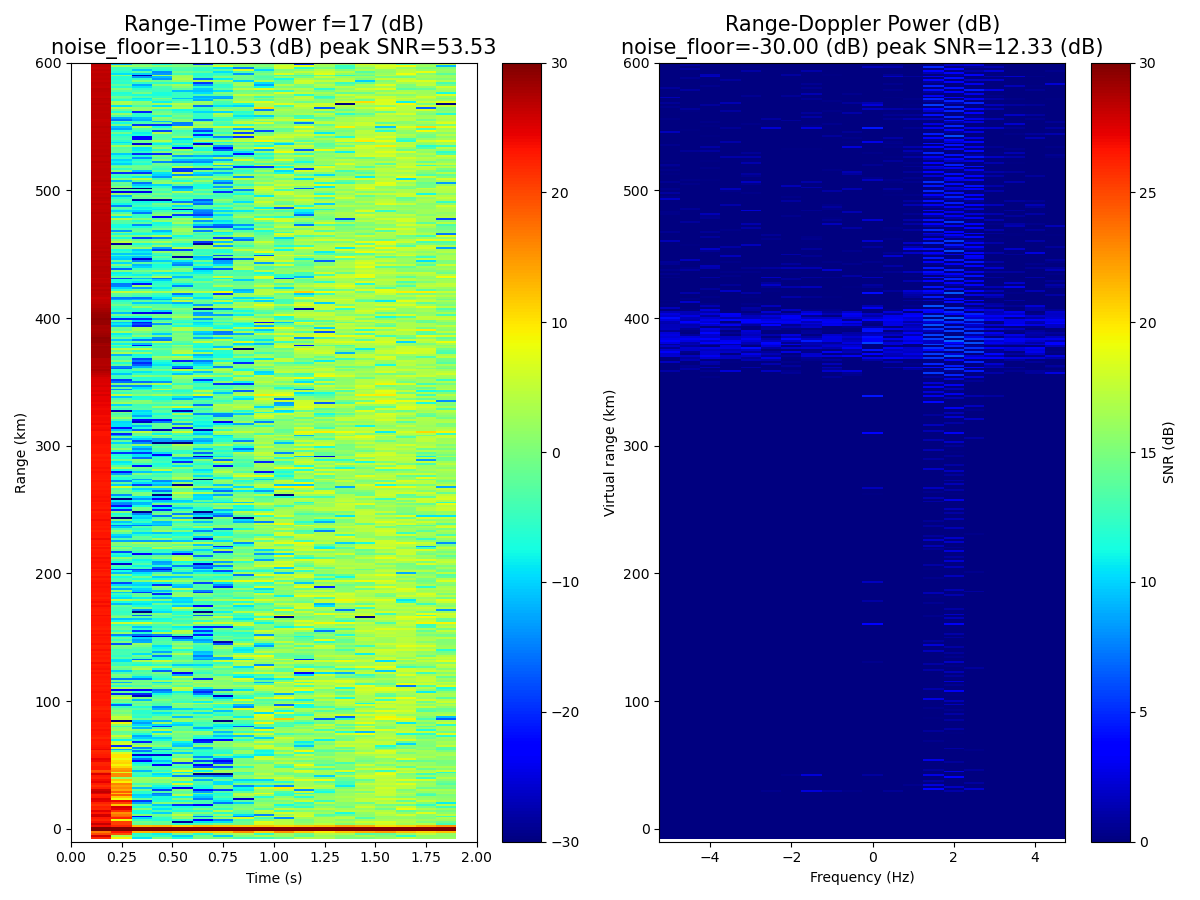 Range-Time Power f=17 (dB)
noise_floor=-110.53 (dB) peak SNR=53.53
Range (km)
600
500
400
300
200
100
0
0.00 0.25 0.50 0.75 1.00 1.25 1.50 1.75 2.00
Time (s)
30
20
10
0
−10
−20
−30
Range-Doppler Power (dB)
noise_floor=-30.00 (dB) peak SNR=12.33 (dB)
Virtual range (km)
600
500
400
300
200
100
0
−4 −2 0 2 4
Frequency (Hz)
30
25
20
15
10
5
0
SNR (dB)